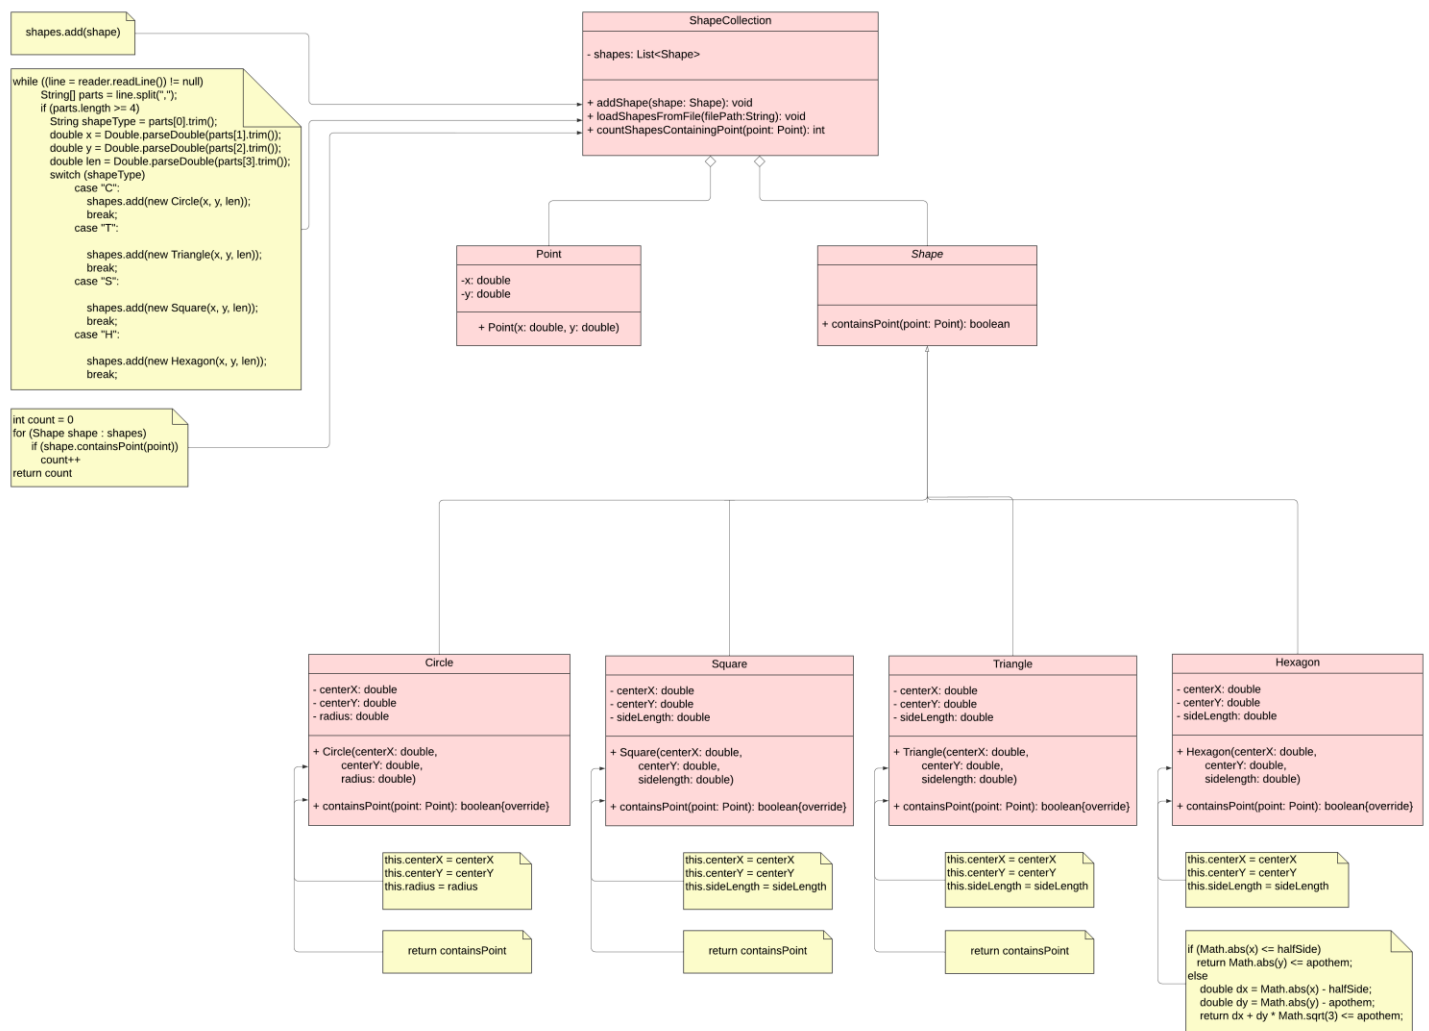 shapes.add(shape)
while ((line = reader.readLine()) != null)
String[] parts = line.split(",");
if (parts.length >= 4)
String shapeType = parts[0].trim();
double x = Double.parseDouble(parts[1].trim());
double y = Double.parseDouble(parts[2].trim());
double len = Double.parseDouble(parts[3].trim());
switch (shapeType)
case "C":
shapes.add(new Circle(x, y, len));
break;
case "T":
shapes.add(new Triangle(x, y, len));
break;
case "S":
shapes.add(new Square(x, y, len));
break;
case "H":
shapes.add(new Hexagon(x, y, len));
break;
int count = 0
for (Shape shape : shapes)
if (shape.containsPoint(point))
count++
return count
ShapeCollection
- shapes: List<Shape>
+ addShape(shape: Shape): void
+ loadShapesFromFile(filePath:String): void
+ countShapesContainingPoint(point: Point): int
Point
-x: double
-y: double
+ Point(x: double, y: double)
Shape
+ containsPoint(point: Point): boolean
Circle
- centerX: double
- centerY: double
- radius: double
+ Circle(centerX: double,
centerY: double,
radius: double)
+ containsPoint(point: Point): boolean{override}
this.centerX = centerX
this.centerY = centerY
this.radius = radius
return containsPoint
Square
- centerX: double
- centerY: double
- sideLength: double
+ Square(centerX: double,
centerY: double,
sidelength: double)
+ containsPoint(point: Point): boolean{override}
this.centerX = centerX
this.centerY = centerY
this.sideLength = sideLength
return containsPoint
Triangle
- centerX: double
- centerY: double
- sideLength: double
+ Triangle(centerX: double,
centerY: double,
sidelength: double)
+ containsPoint(point: Point): boolean{override}
this.centerX = centerX
this.centerY = centerY
this.sideLength = sideLength
return containsPoint
Hexagon
- centerX: double
- centerY: double
- sideLength: double
+ Hexagon(centerX: double,
centerY: double,
sidelength: double)
+ containsPoint(point: Point): boolean{override}
this.centerX = centerX
this.centerY = centerY
this.sideLength = sideLength
if (Math.abs(x) <= halfSide)
return Math.abs(y) <= apothem;
else
double dx = Math.abs(x) - halfSide;
double dy = Math.abs(y) - apothem;
return dx + dy * Math.sqrt(3) <= apothem;